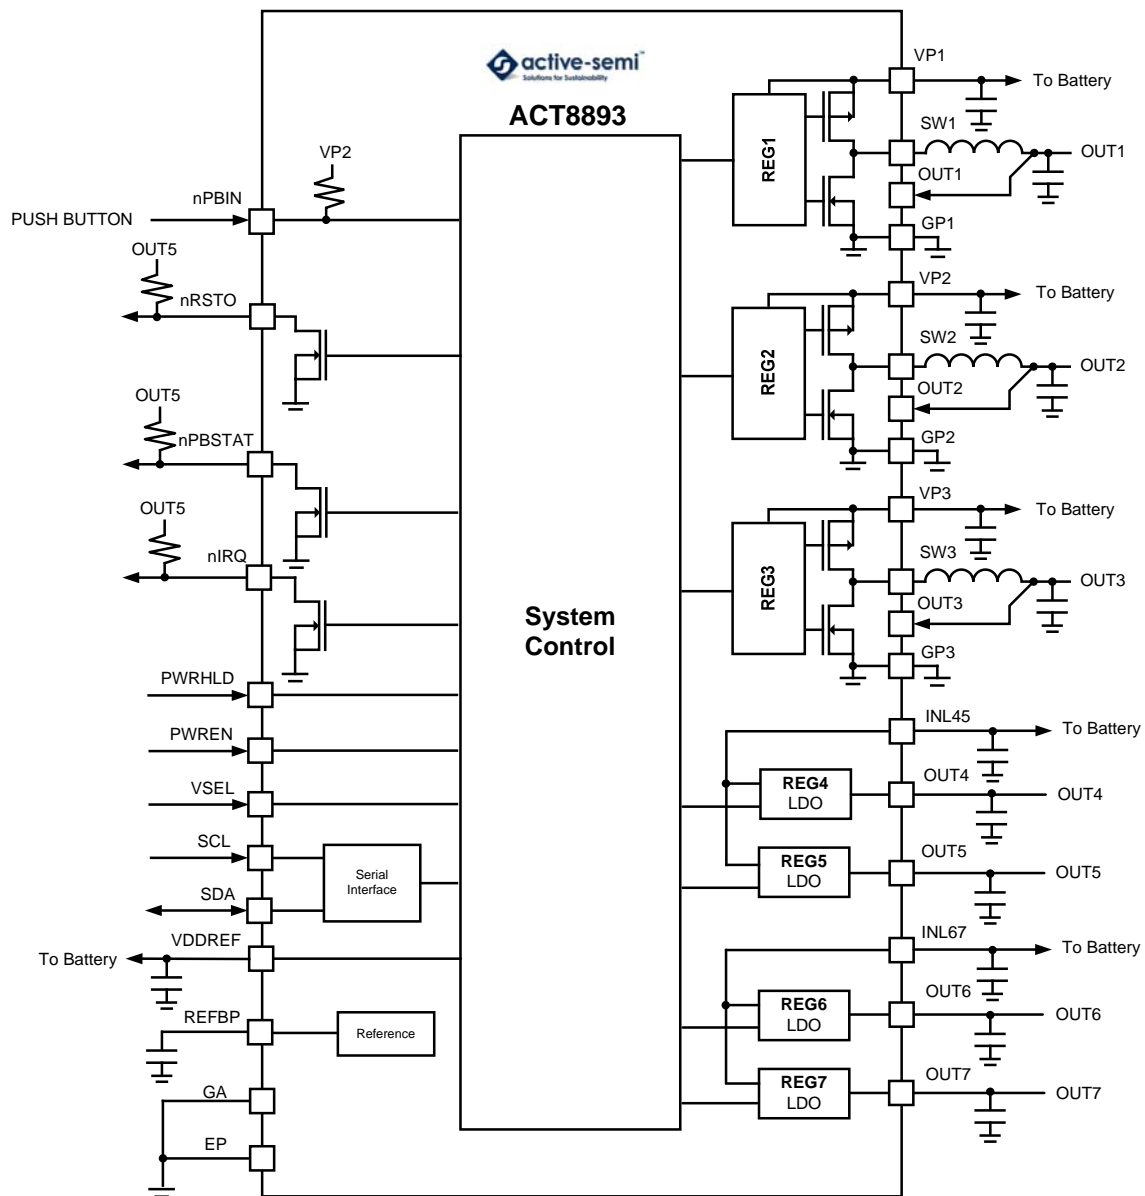 active-semi™
Solutions for Sustainability
ACT8893
VP2
nPBIN
PUSH BUTTON
OUT5
nRSTO
OUT5
nPBSTAT
OUT5
nIRQ
PWRHLD
PWREN
VSEL
SCL
SDA
Serial
Interface
VDDREF
To Battery
REFBP
Reference
GA
EP
System
Control
VP1
To Battery
REG1
SW1
OUT1
OUT1
GP1
VP2
To Battery
REG2
SW2
OUT2
OUT2
GP2
VP3
To Battery
REG3
SW3
OUT3
OUT3
GP3
INL45
To Battery
REG4
LDO
OUT4
OUT4
REG5
LDO
OUT5
OUT5
INL67
To Battery
REG6
LDO
OUT6
OUT6
REG7
LDO
OUT7
OUT7